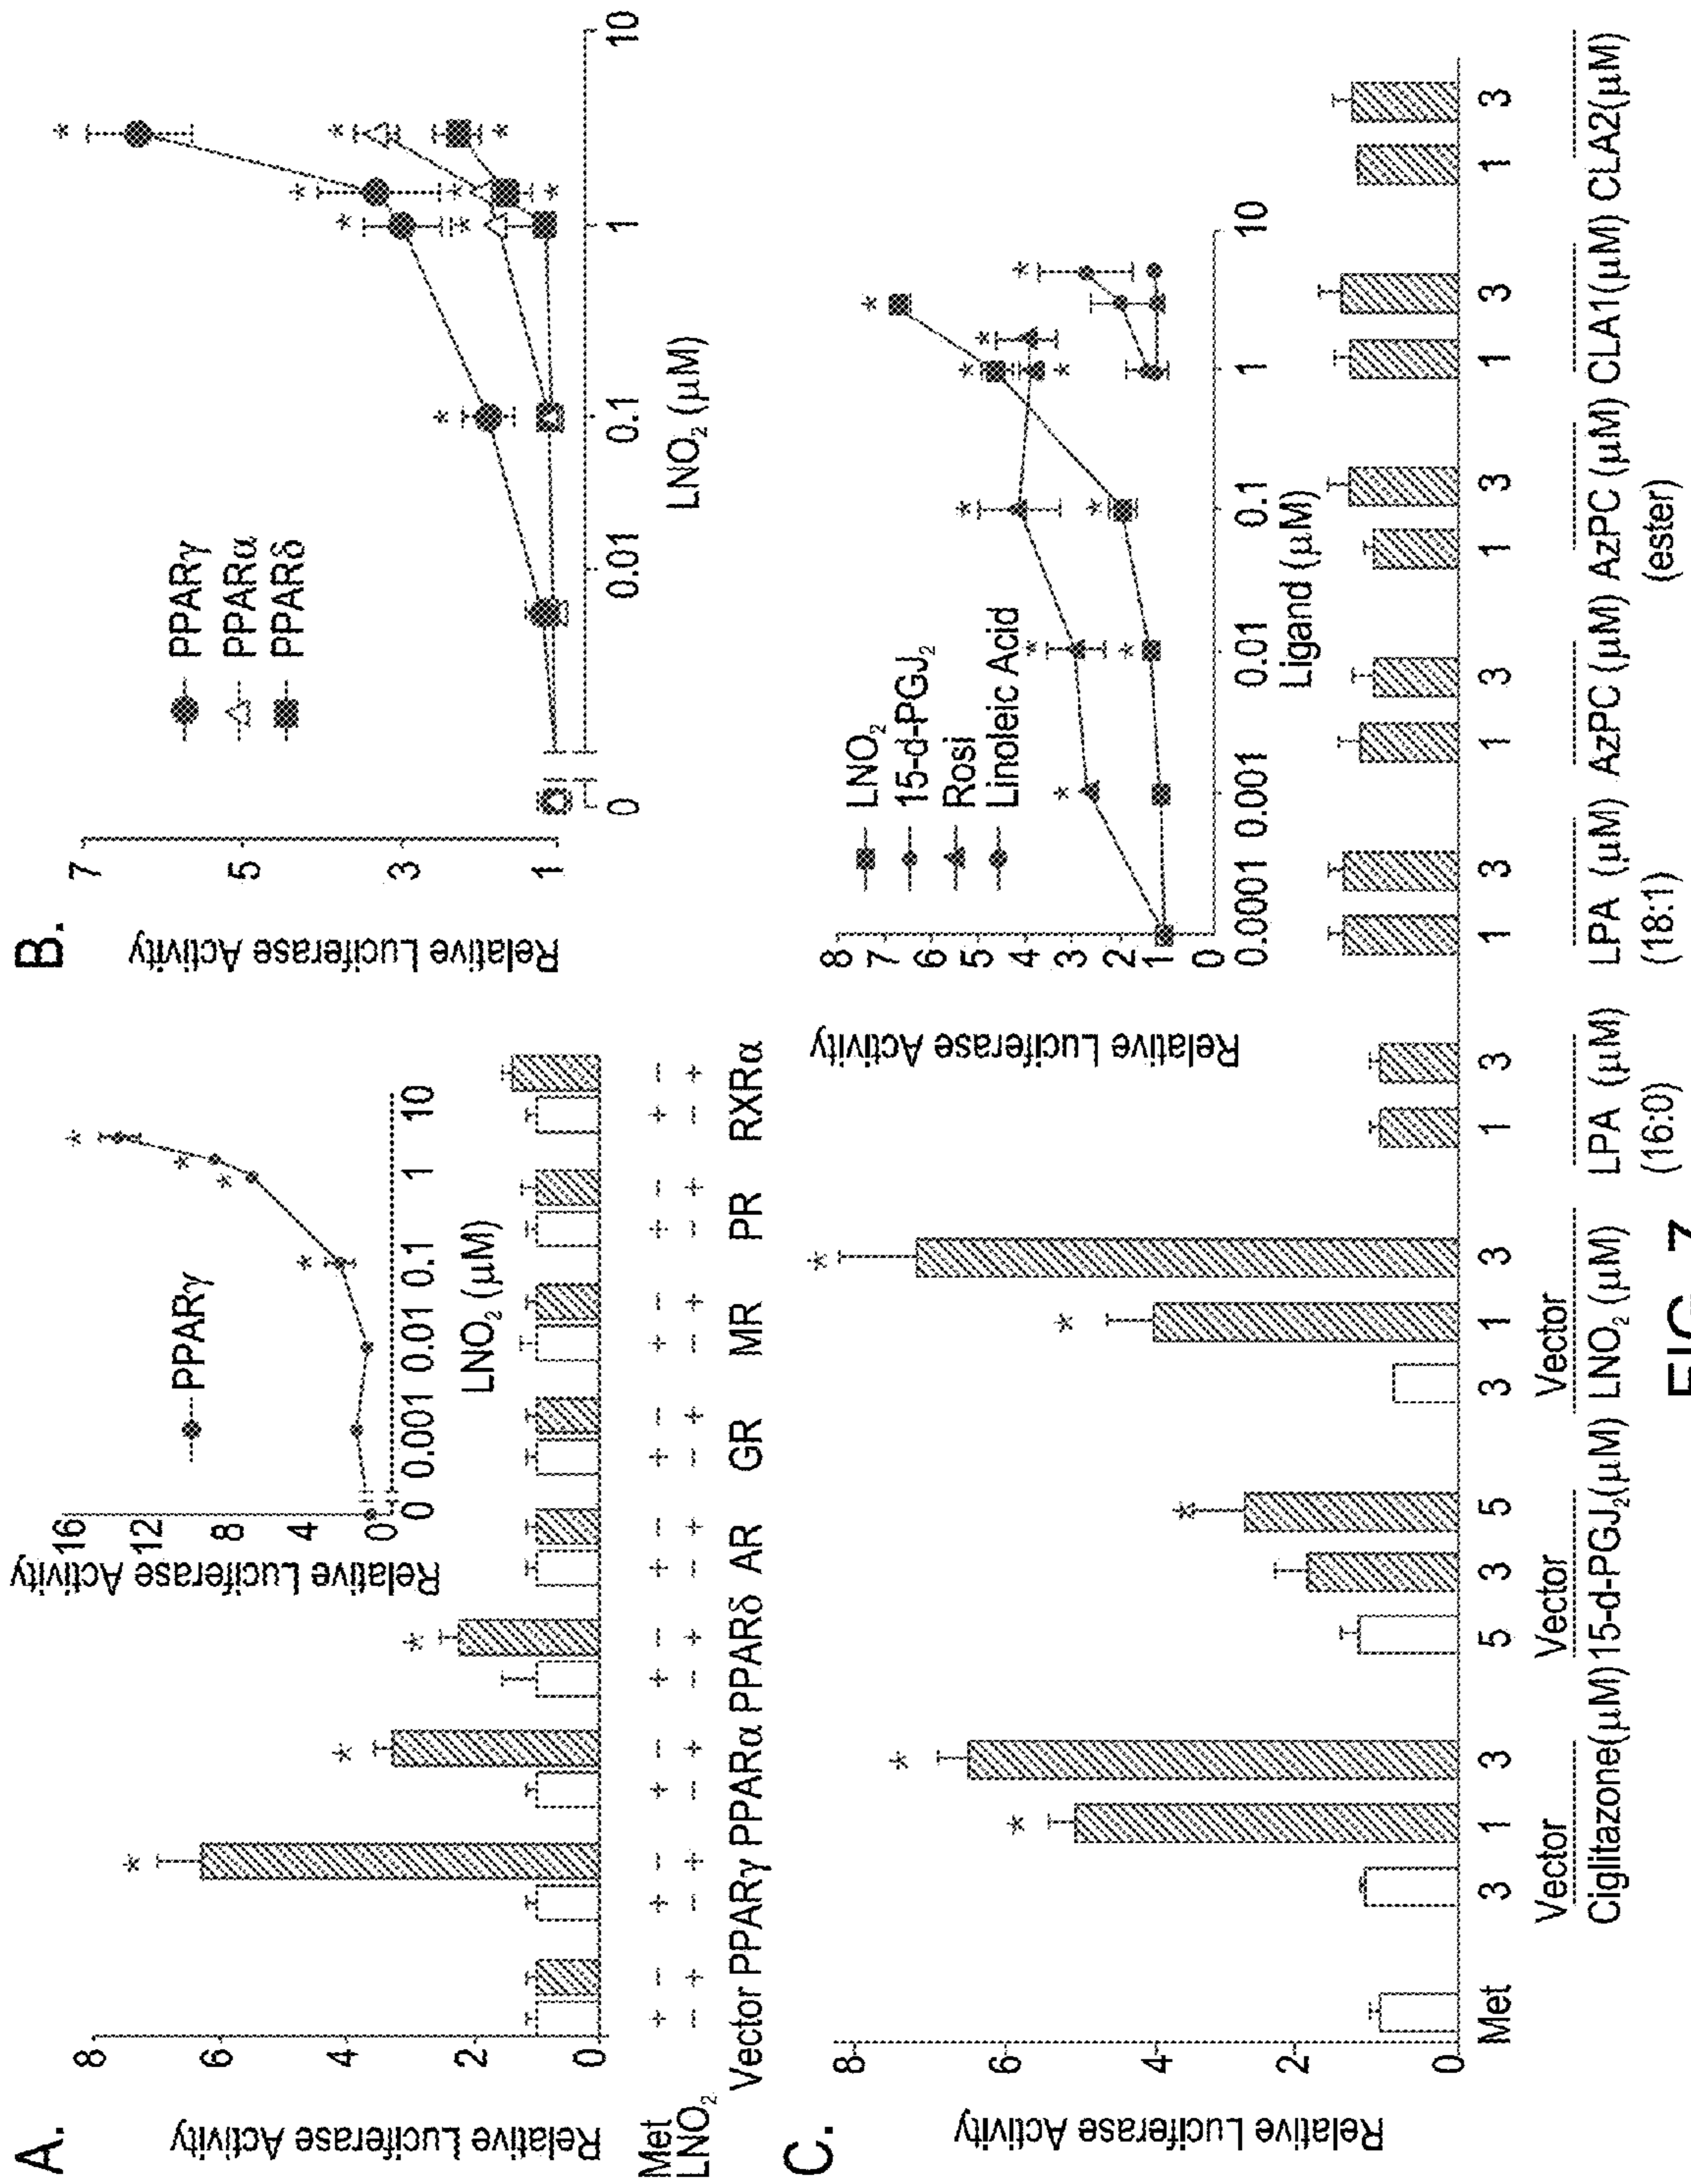 A.
Relative Luciferase Activity
8
6
4
2
0
Relative Luciferase Activity
16
12
8
4
0
PPARγ
0 0.001 0.01 0.1 1 10
LNO₂ (μM)
* * * *
* * *
Met + − + − + − + − + − + − + − + − + −
LNO₂ − + − + − + − + − + − + − + − + − +
Vector PPARγ PPARα PPARδ AR GR MR PR RXRα
B.
Relative Luciferase Activity
7
5
3
1
PPARγ
PPARα
PPARδ
* * * *
* * *
* *
0 0.01 0.1 1 10
LNO₂ (μM)
C.
Relative Luciferase Activity
8
6
4
2
0
Relative Luciferase Activity
8
7
6
5
4
3
2
1
0
LNO₂
15-d-PGJ₂
Rosi
Linoleic Acid
* * * * * * * * * *
0.0001 0.001 0.01 0.1 1 10
Ligand (μM)
* * * * *
Met 3 1 3 5 3 5 3 1 3 1 3 1 3 1 3 1 3 1 3 1 3
Vector Vector Vector
Ciglitazone(μM) 15-d-PGJ₂(μM) LNO₂ (μM) LPA (μM) LPA (μM) AzPC (μM) AzPC (μM) CLA1(μM) CLA2(μM)
(16:0) (18:1) (ester)